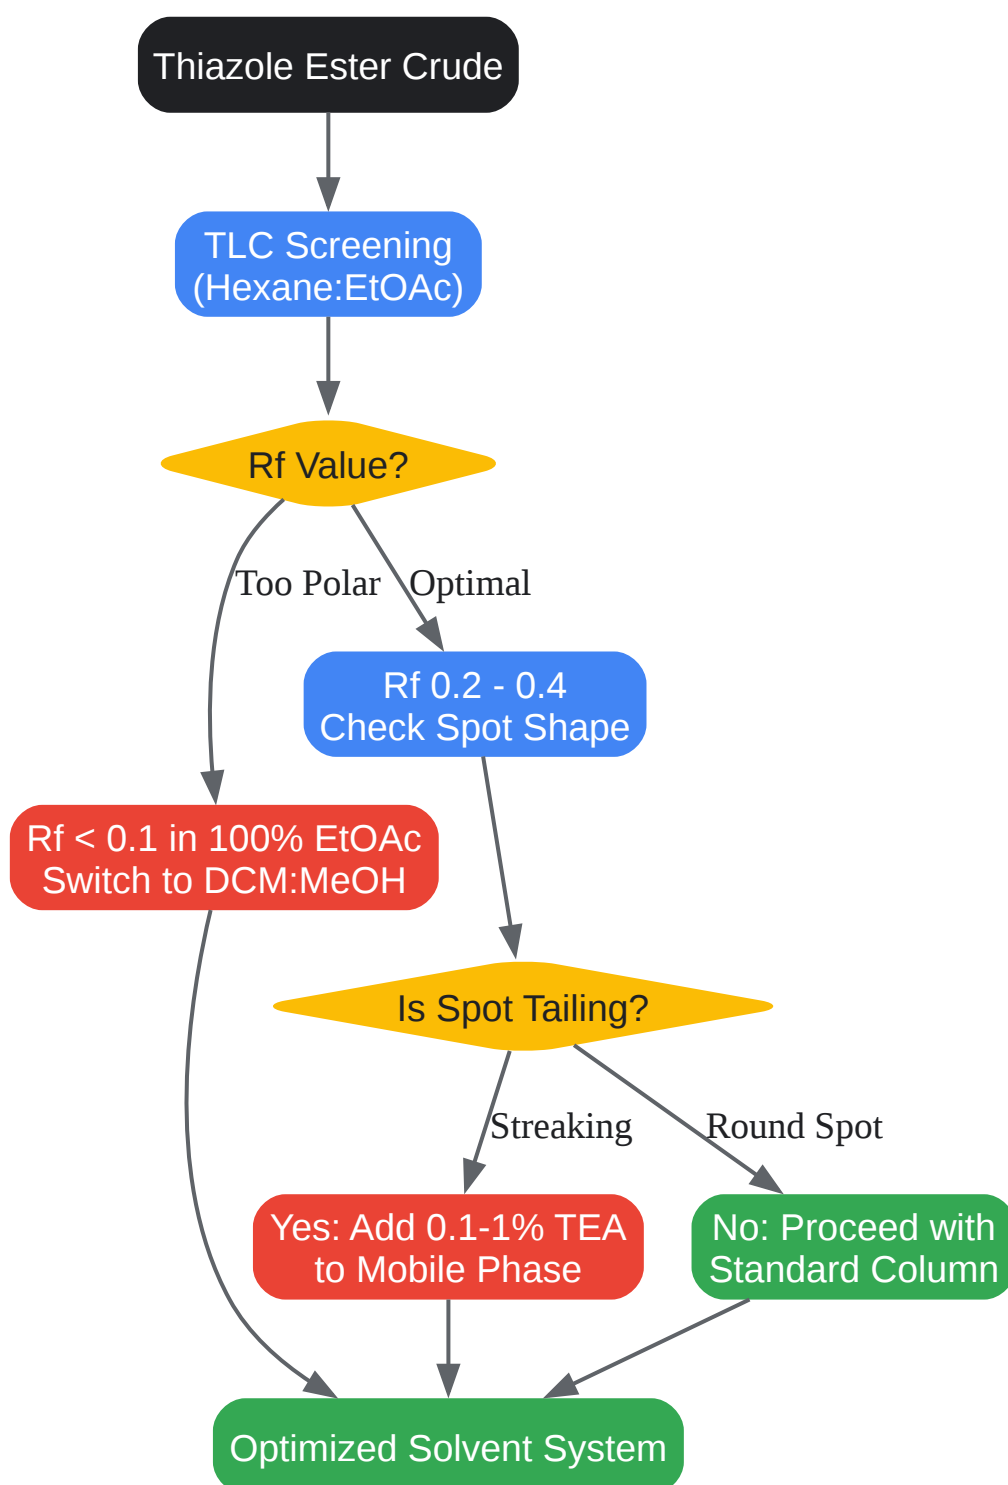 Thiazole Ester Crude
TLC Screening
(Hexane:EtOAc)
Rf Value?
Too Polar
Optimal
Rf 0.2 - 0.4
Check Spot Shape
Rf < 0.1 in 100% EtOAc
Switch to DCM:MeOH
Is Spot Tailing?
Streaking
Round Spot
Yes: Add 0.1-1% TEA
to Mobile Phase
No: Proceed with
Standard Column
Optimized Solvent System